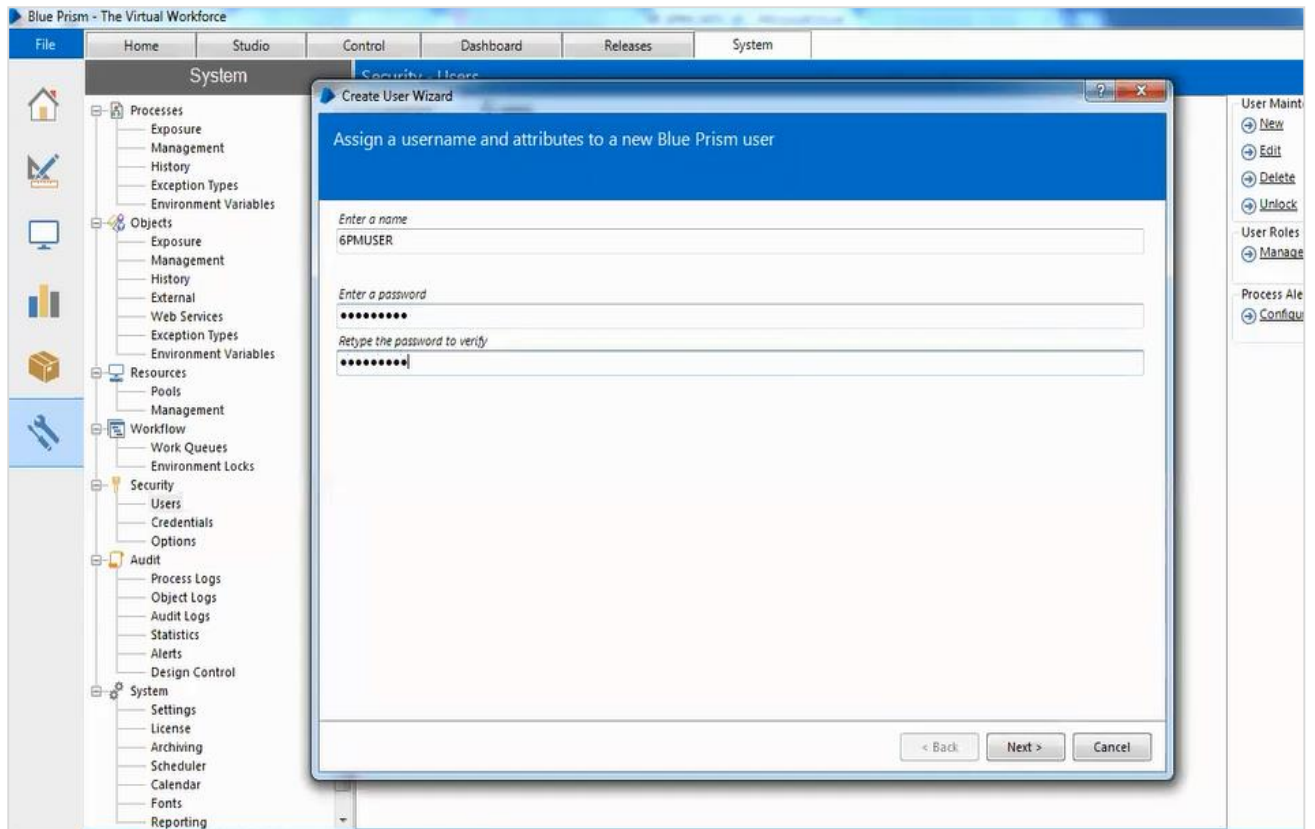 Blue Prism - The Virtual Workforce
File
Home
Studio
Control
Dashboard
Releases
System
System
Security - Users
Processes
Exposure
Management
History
Exception Types
Environment Variables
Objects
Exposure
Management
History
External
Web Services
Exception Types
Environment Variables
Resources
Pools
Management
Workflow
Work Queues
Environment Locks
Security
Users
Credentials
Options
Audit
Process Logs
Object Logs
Audit Logs
Statistics
Alerts
Design Control
System
Settings
License
Archiving
Scheduler
Calendar
Fonts
Reporting
Create User Wizard
Assign a username and attributes to a new Blue Prism user
Enter a name
6PMUSER
Enter a password
•••••••••
Retype the password to verify
•••••••••
< Back
Next >
Cancel
User Maint
New
Edit
Delete
Unlock
User Roles
Manage
Process Ale
Configu